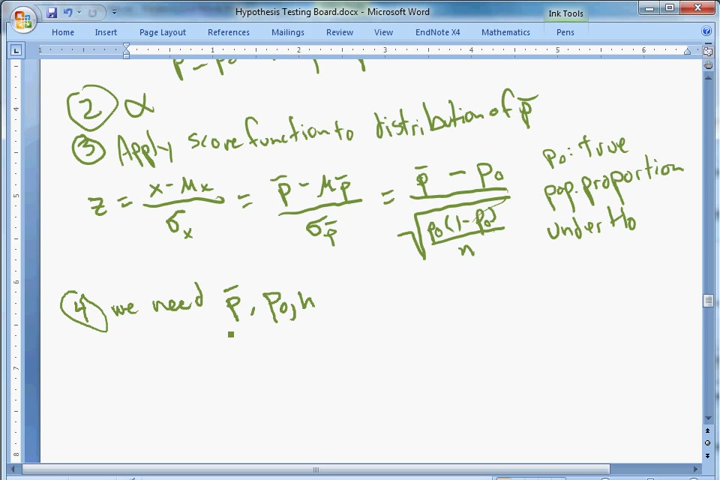 Hypothesis Testing Board.docx - Microsoft Word
Ink Tools
Home Insert Page Layout References Mailings Review View EndNote X4 Mathematics Pens
② α
③ Apply score function to distribution of p̄
z = (x - μx)/σx = (p̄ - μp̄)/σp̄ = (p̄ - p₀)/√(p₀(1-p₀)/n)
p₀: true
pop. proportion
under H₀
④ we need p̄, p₀, n